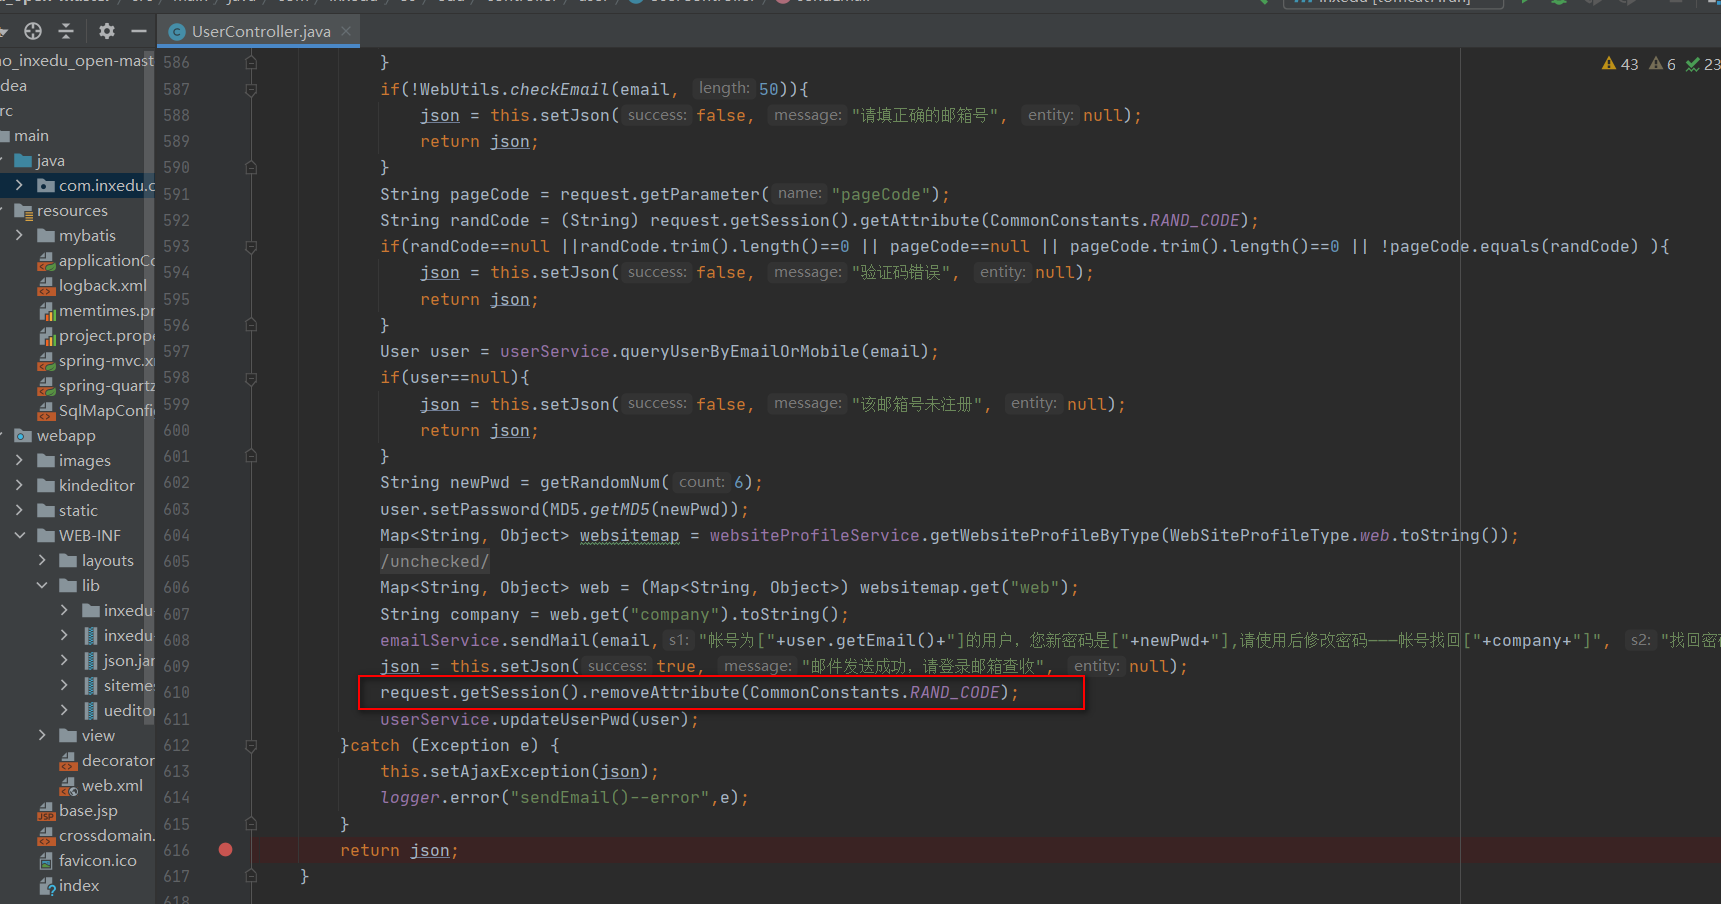 UserController.java
43 6 23
no_inxedu_open-mast
dea
rc
main
java
com.inxedu.
resources
mybatis
applicationCo
logback.xml
memtimes.pr
project.prope
spring-mvc.x
spring-quartz
SqlMapConfi
webapp
images
kindeditor
static
WEB-INF
layouts
lib
inxedu
inxedu
json.jar
siteme
ueditor
view
decorator
web.xml
base.jsp
crossdomain.
favicon.ico
index
586 }
587 if(!WebUtils.checkEmail(email, length: 50)){
588 json = this.setJson( success: false, message: "请填正确的邮箱号", entity: null);
589 return json;
590 }
591 String pageCode = request.getParameter( name: "pageCode");
592 String randCode = (String) request.getSession().getAttribute(CommonConstants.RAND_CODE);
593 if(randCode==null ||randCode.trim().length()==0 || pageCode==null || pageCode.trim().length()==0 || !pageCode.equals(randCode) ){
594 json = this.setJson( success: false, message: "验证码错误", entity: null);
595 return json;
596 }
597 User user = userService.queryUserByEmailOrMobile(email);
598 if(user==null){
599 json = this.setJson( success: false, message: "该邮箱号未注册", entity: null);
600 return json;
601 }
602 String newPwd = getRandomNum( count: 6);
603 user.setPassword(MD5.getMD5(newPwd));
604 Map<String, Object> websitemap = websiteProfileService.getWebsiteProfileByType(WebSiteProfileType.web.toString());
605 /unchecked/
606 Map<String, Object> web = (Map<String, Object>) websitemap.get("web");
607 String company = web.get("company").toString();
608 emailService.sendMail(email, s1: "帐号为["+user.getEmail()+"]的用户，您新密码是["+newPwd+"],请使用后修改密码———帐号找回["+company+"]", s2: "找回密码
609 json = this.setJson( success: true, message: "邮件发送成功，请登录邮箱查收", entity: null);
610 request.getSession().removeAttribute(CommonConstants.RAND_CODE);
611 userService.updateUserPwd(user);
612 }catch (Exception e) {
613 this.setAjaxException(json);
614 logger.error("sendEmail()--error",e);
615 }
616 return json;
617 }
618